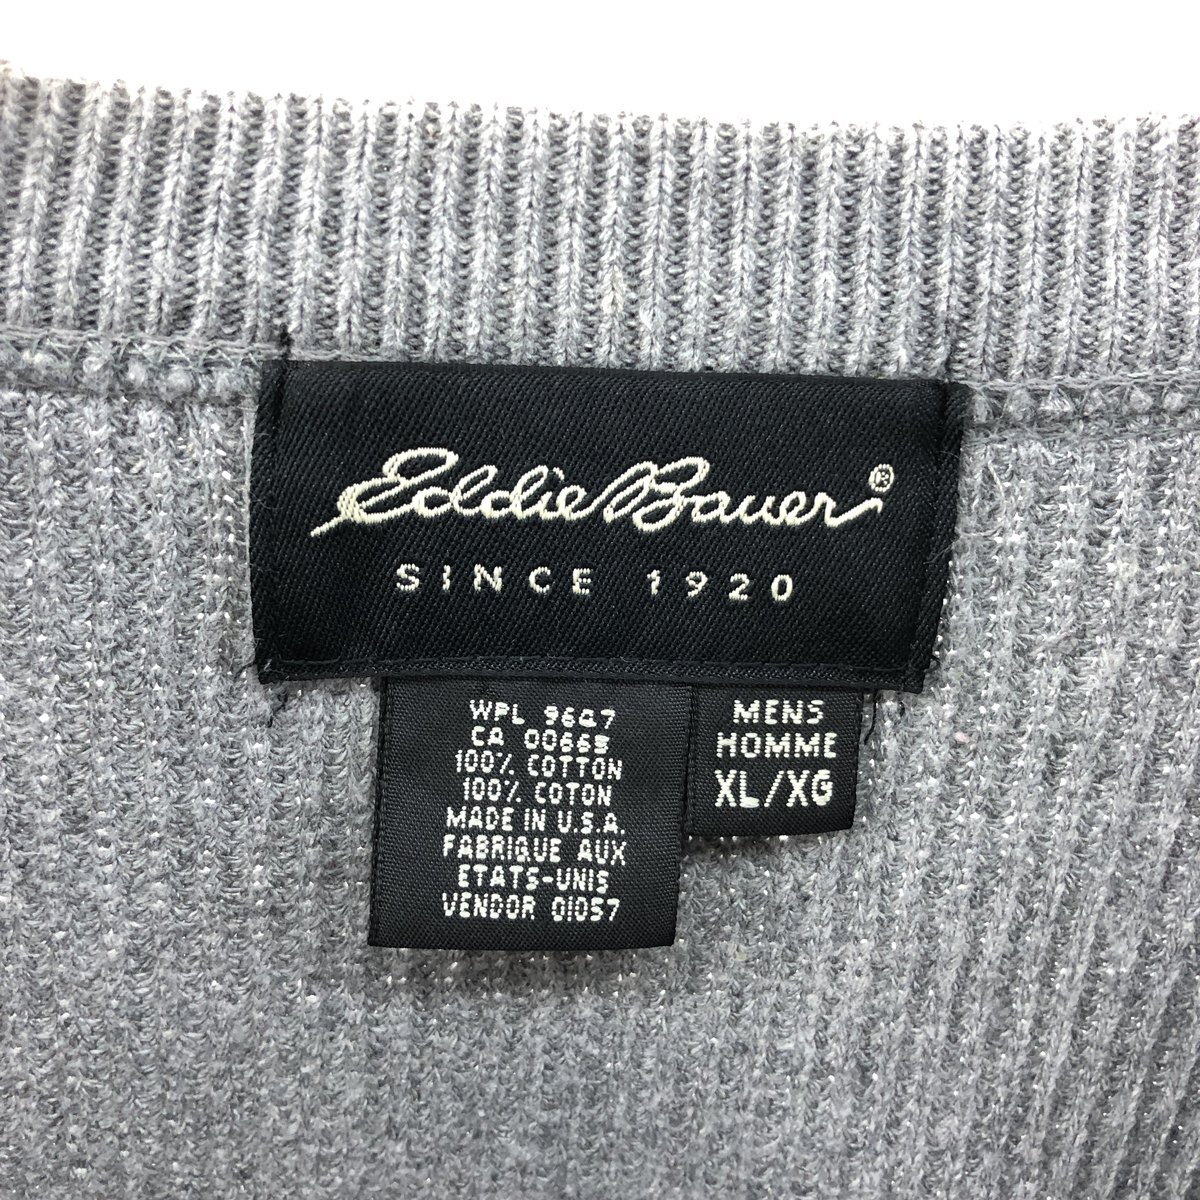 Eddie Bauer®
SINCE 1920
WPL 9647
CA 00668
100% COTTON
100% COTON
MADE IN U.S.A.
FABRIQUE AUX
ETATS-UNIS
VENDOR 01057
MENS
HOMME
XL/XG